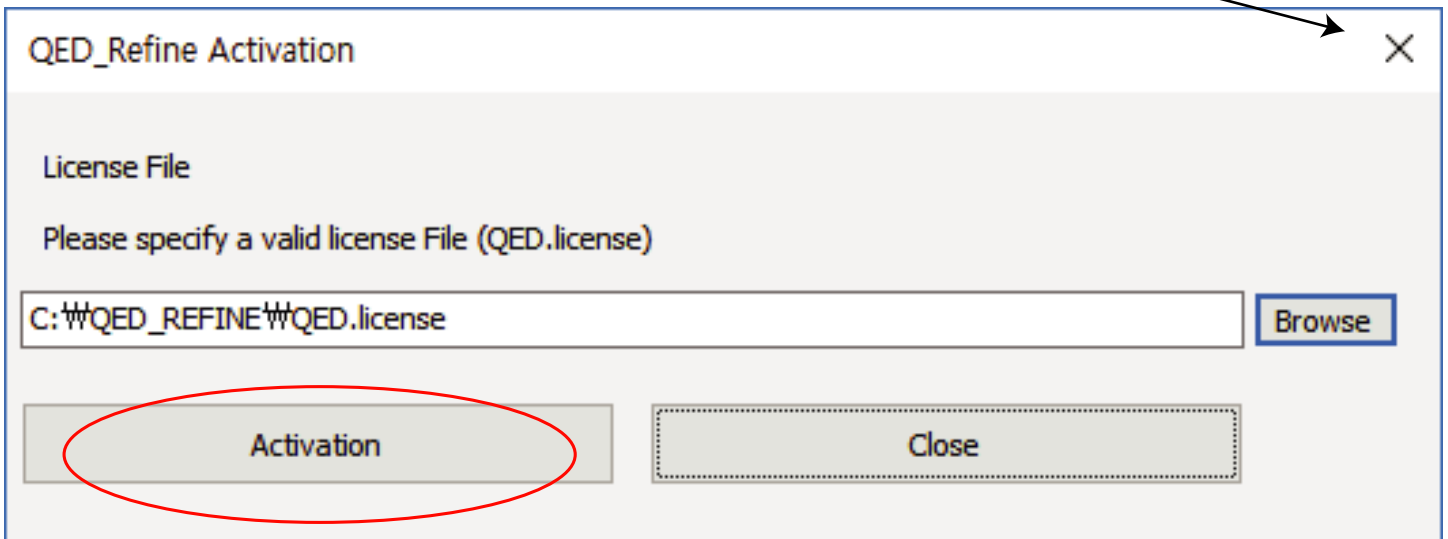 QED_Refine Activation
License File
Please specify a valid license File (QED.license)
C:₩QED_REFINE₩QED.license
Browse
Activation
Close